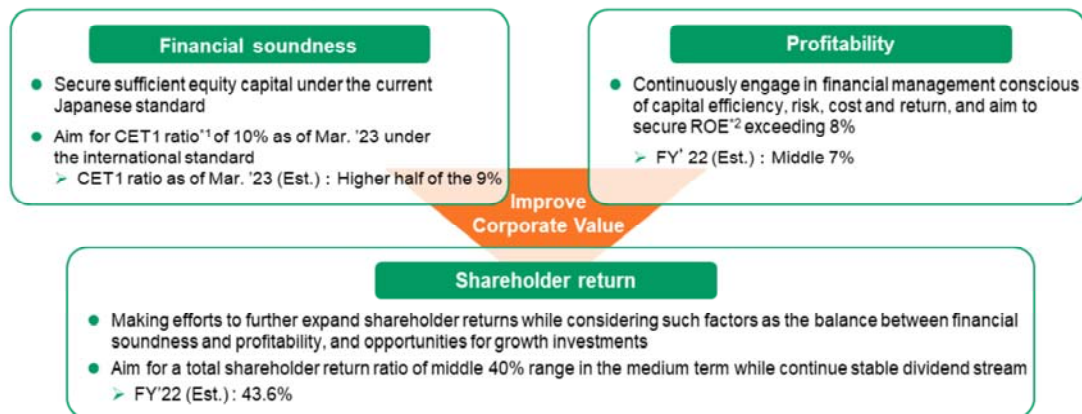 Financial soundness
● Secure sufficient equity capital under the current
Japanese standard
● Aim for CET1 ratio*1 of 10% as of Mar. '23 under
the international standard
➢ CET1 ratio as of Mar. '23 (Est.) : Higher half of the 9%
Profitability
● Continuously engage in financial management conscious
of capital efficiency, risk, cost and return, and aim to
secure ROE*2 exceeding 8%
➢ FY' 22 (Est.) : Middle 7%
Improve
Corporate Value
Shareholder return
● Making efforts to further expand shareholder returns while considering such factors as the balance between financial
soundness and profitability, and opportunities for growth investments
● Aim for a total shareholder return ratio of middle 40% range in the medium term while continue stable dividend stream
➢ FY'22 (Est.) : 43.6%